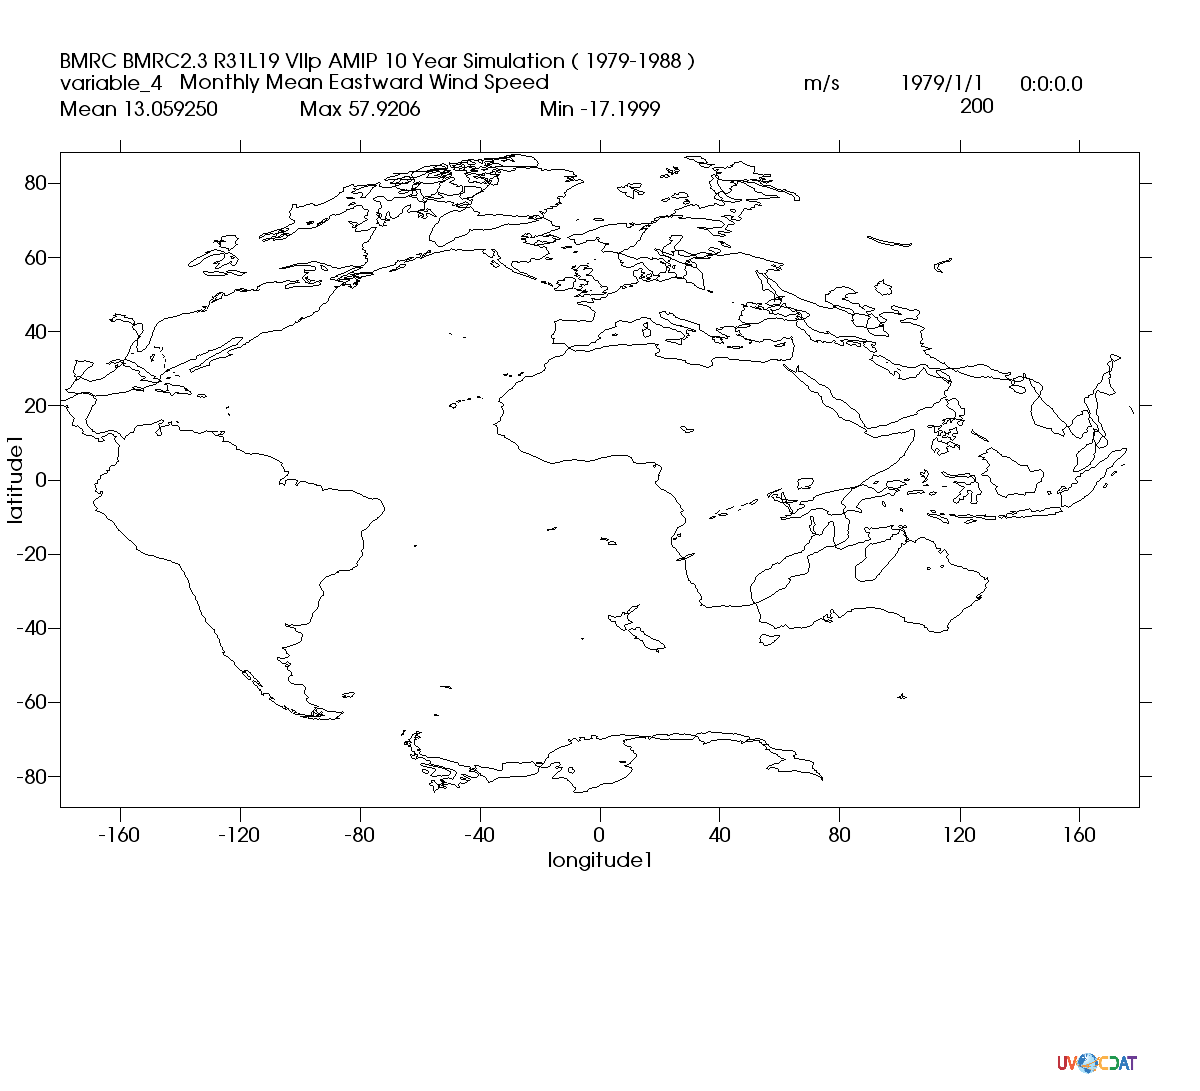 BMRC BMRC2.3 R31L19 VIIp AMIP 10 Year Simulation ( 1979-1988 )
variable_4 Monthly Mean Eastward Wind Speed m/s 1979/1/1 0:0:0.0
Mean 13.059250 Max 57.9206 Min -17.1999 200
80
60
40
20
0
-20
-40
-60
-80
latitude1
-160 -120 -80 -40 0 40 80 120 160
longitude1
UV CDAT